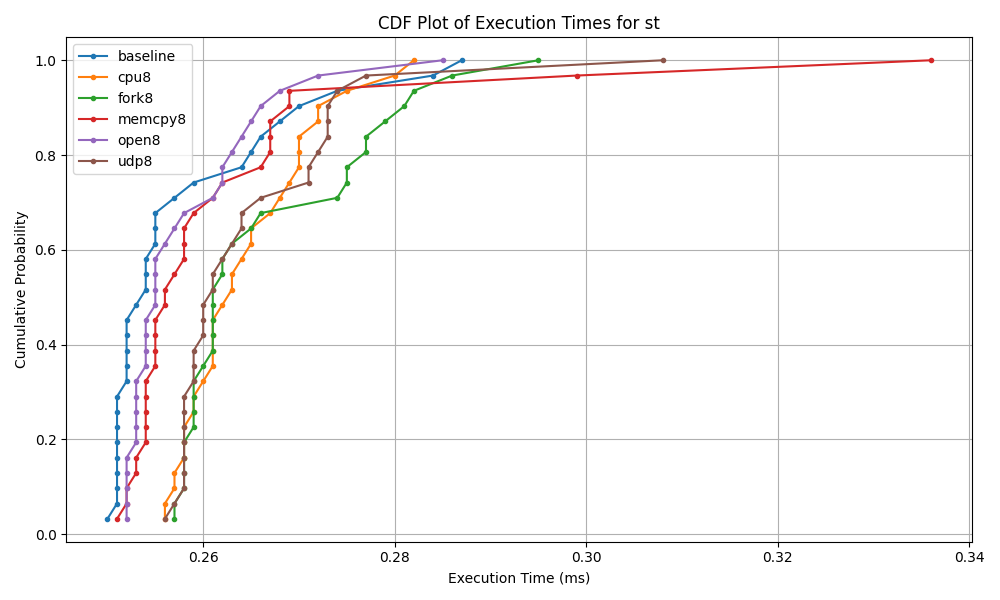 CDF Plot of Execution Times for st
baseline
cpu8
fork8
memcpy8
open8
udp8
1.0
0.8
0.6
0.4
0.2
0.0
Cumulative Probability
0.26
0.28
0.30
0.32
0.34
Execution Time (ms)